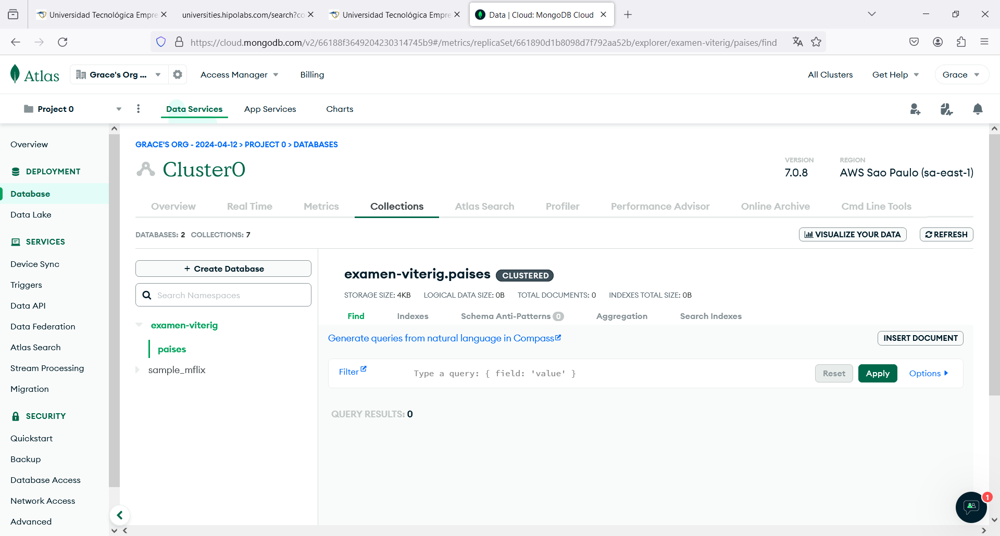 Universidad Tecnológica Empre
universities.hipolabs.com/search?co
Universidad Tecnológica Empre
Data | Cloud: MongoDB Cloud
https://cloud.mongodb.com/v2/66188f3649204230314745b9#/metrics/replicaSet/661890d1b8098d7f792aa52b/explorer/examen-viterig/paises/find
Atlas
Grace's Org ...
Access Manager
Billing
All Clusters
Get Help
Grace
Project 0
Data Services
App Services
Charts
Overview
DEPLOYMENT
Database
Data Lake
SERVICES
Device Sync
Triggers
Data API
Data Federation
Atlas Search
Stream Processing
Migration
SECURITY
Quickstart
Backup
Database Access
Network Access
Advanced
GRACE'S ORG - 2024-04-12 > PROJECT 0 > DATABASES
Cluster0
VERSION
7.0.8
REGION
AWS Sao Paulo (sa-east-1)
Overview
Real Time
Metrics
Collections
Atlas Search
Profiler
Performance Advisor
Online Archive
Cmd Line Tools
DATABASES: 2 COLLECTIONS: 7
VISUALIZE YOUR DATA
REFRESH
+ Create Database
Search Namespaces
examen-viterig
paises
sample_mflix
examen-viterig.paises
CLUSTERED
STORAGE SIZE: 4KB LOGICAL DATA SIZE: 0B TOTAL DOCUMENTS: 0 INDEXES TOTAL SIZE: 0B
Find
Indexes
Schema Anti-Patterns 0
Aggregation
Search Indexes
Generate queries from natural language in Compass
INSERT DOCUMENT
Filter
Type a query: { field: 'value' }
Reset
Apply
Options
QUERY RESULTS: 0
1